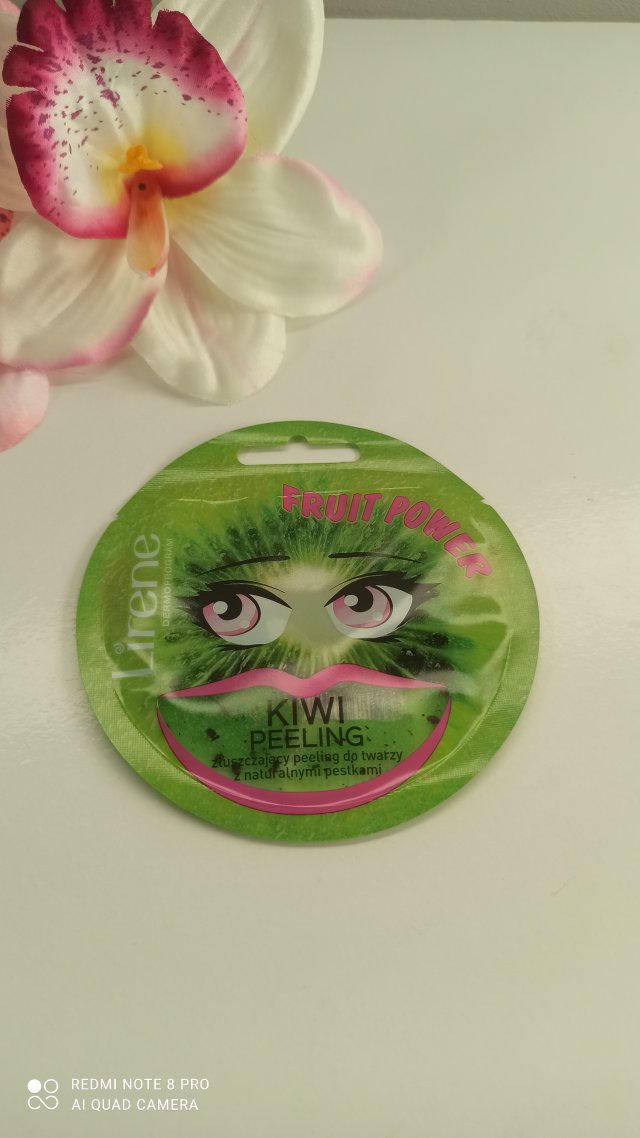 FRUIT POWER
Lirene
DERMOPROGRAM
KIWI
PEELING
złuszczający peeling do twarzy
z naturalnymi pestkami
REDMI NOTE 8 PRO
AI QUAD CAMERA